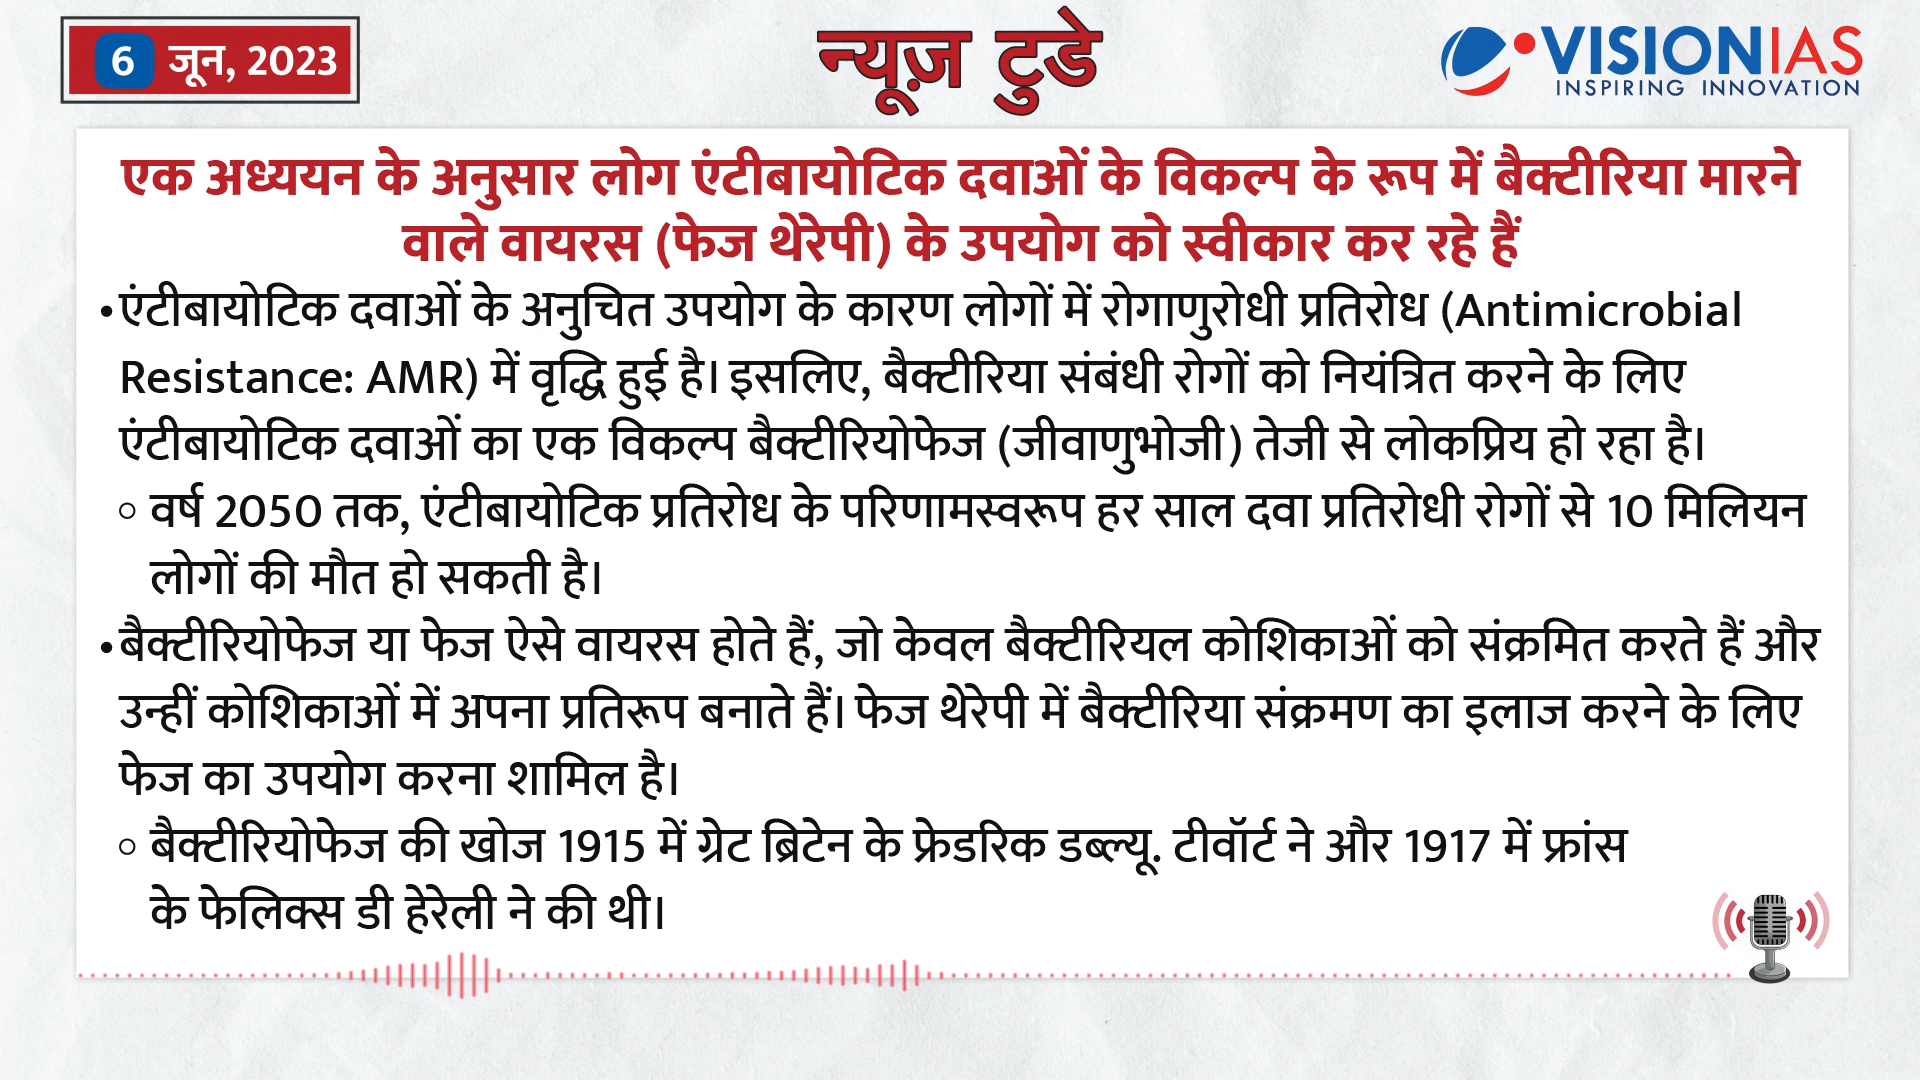 6 जून, 2023
न्यूज़ टुडे
VISIONIAS
INSPIRING INNOVATION
एक अध्ययन के अनुसार लोग एंटीबायोटिक दवाओं के विकल्प के रूप में बैक्टीरिया मारने
वाले वायरस (फेज थेरेपी) के उपयोग को स्वीकार कर रहे हैं
•एंटीबायोटिक दवाओं के अनुचित उपयोग के कारण लोगों में रोगाणुरोधी प्रतिरोध (Antimicrobial
Resistance: AMR) में वृद्धि हुई है। इसलिए, बैक्टीरिया संबंधी रोगों को नियंत्रित करने के लिए
एंटीबायोटिक दवाओं का एक विकल्प बैक्टीरियोफेज (जीवाणुभोजी) तेजी से लोकप्रिय हो रहा है।
○ वर्ष 2050 तक, एंटीबायोटिक प्रतिरोध के परिणामस्वरूप हर साल दवा प्रतिरोधी रोगों से 10 मिलियन
लोगों की मौत हो सकती है।
•बैक्टीरियोफेज या फेज ऐसे वायरस होते हैं, जो केवल बैक्टीरियल कोशिकाओं को संक्रमित करते हैं और
उन्हीं कोशिकाओं में अपना प्रतिरूप बनाते हैं। फेज थेरेपी में बैक्टीरिया संक्रमण का इलाज करने के लिए
फेज का उपयोग करना शामिल है।
○ बैक्टीरियोफेज की खोज 1915 में ग्रेट ब्रिटेन के फ्रेडरिक डब्ल्यू. टीवॉर्ट ने और 1917 में फ्रांस
के फेलिक्स डी हेरेली ने की थी।